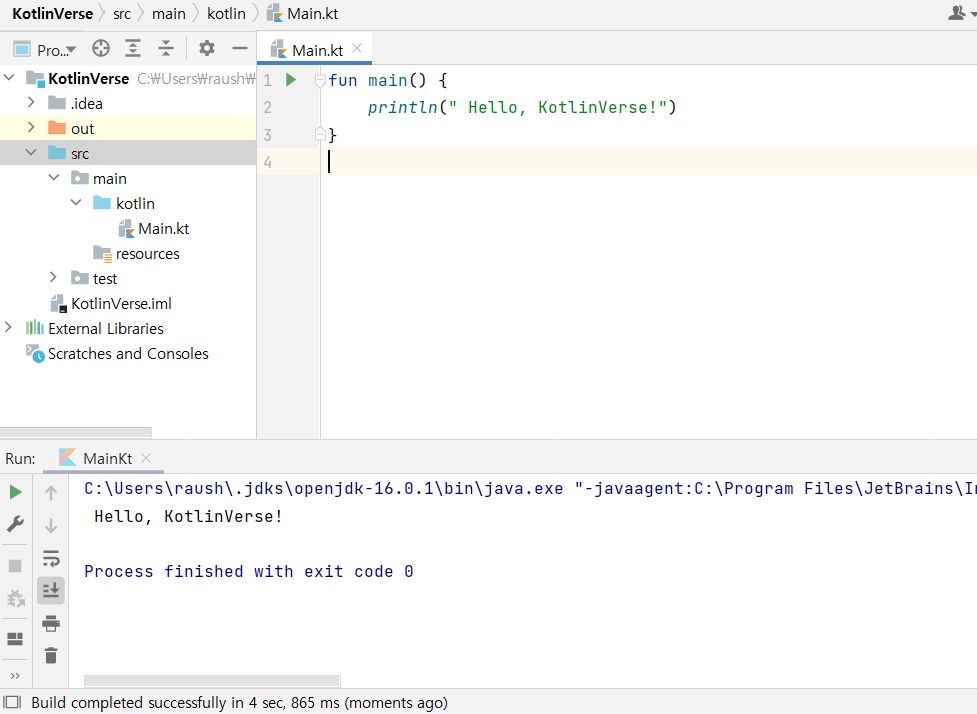 KotlinVerse src main kotlin Main.kt
Pro... Main.kt
KotlinVerse C:₩Users₩raush₩
.idea
out
src
main
kotlin
Main.kt
resources
test
KotlinVerse.iml
External Libraries
Scratches and Consoles
1 fun main() {
2 println(" Hello, KotlinVerse!")
3 }
4
Run: MainKt
C:\Users\raush\.jdks\openjdk-16.0.1\bin\java.exe "-javaagent:C:\Program Files\JetBrains\In
Hello, KotlinVerse!
Process finished with exit code 0
Build completed successfully in 4 sec, 865 ms (moments ago)